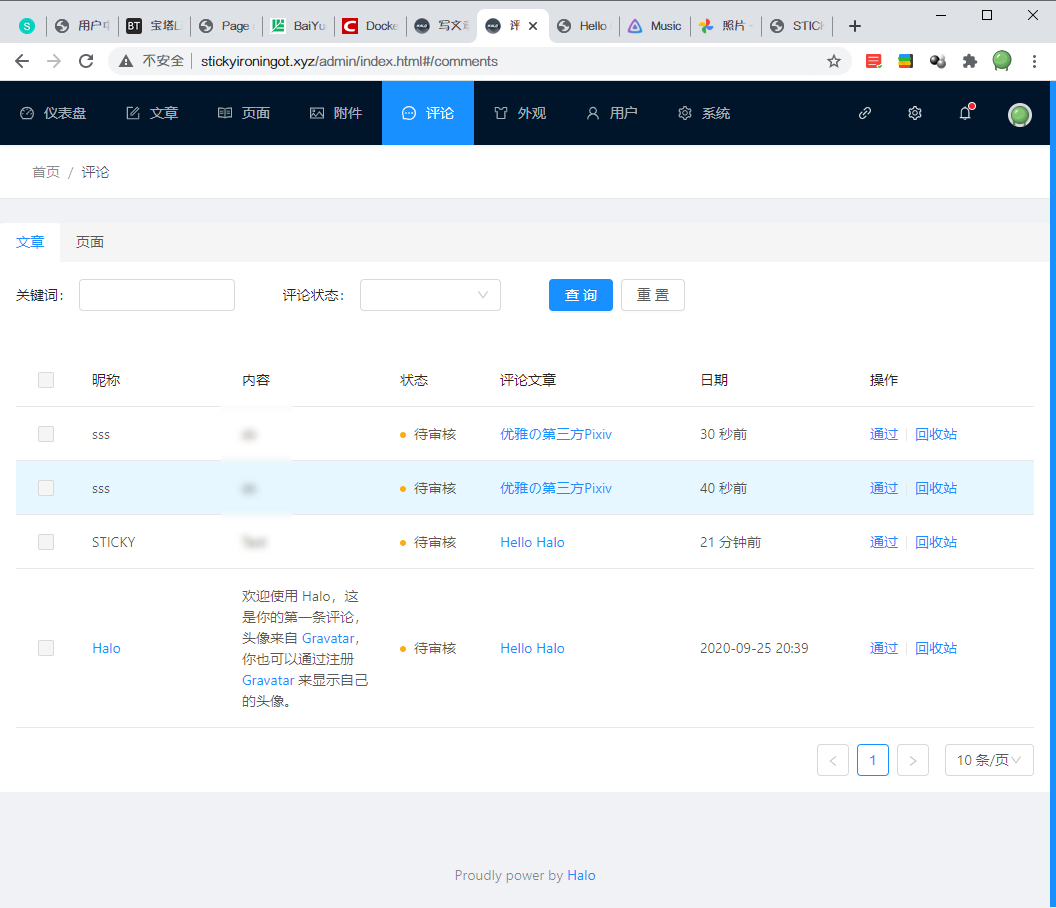 S 用户中 BT 宝塔L Page BaiYu Docke 写文章 评 Hello Music 照片 STICK
不安全 stickyironingot.xyz/admin/index.html#/comments
仪表盘 文章 页面 附件 评论 外观 用户 系统
首页 / 评论
文章 页面
关键词: 评论状态: 查 询 重 置
昵称 内容 状态 评论文章 日期 操作
sss 待审核 优雅の第三方Pixiv 30 秒前 通过 回收站
sss 待审核 优雅の第三方Pixiv 40 秒前 通过 回收站
STICKY 待审核 Hello Halo 21 分钟前 通过 回收站
欢迎使用 Halo，这
是你的第一条评论，
头像来自 Gravatar，
Halo 你也可以通过注册 待审核 Hello Halo 2020-09-25 20:39 通过 回收站
Gravatar 来显示自己
的头像。
< 1 > 10 条/页
Proudly power by Halo